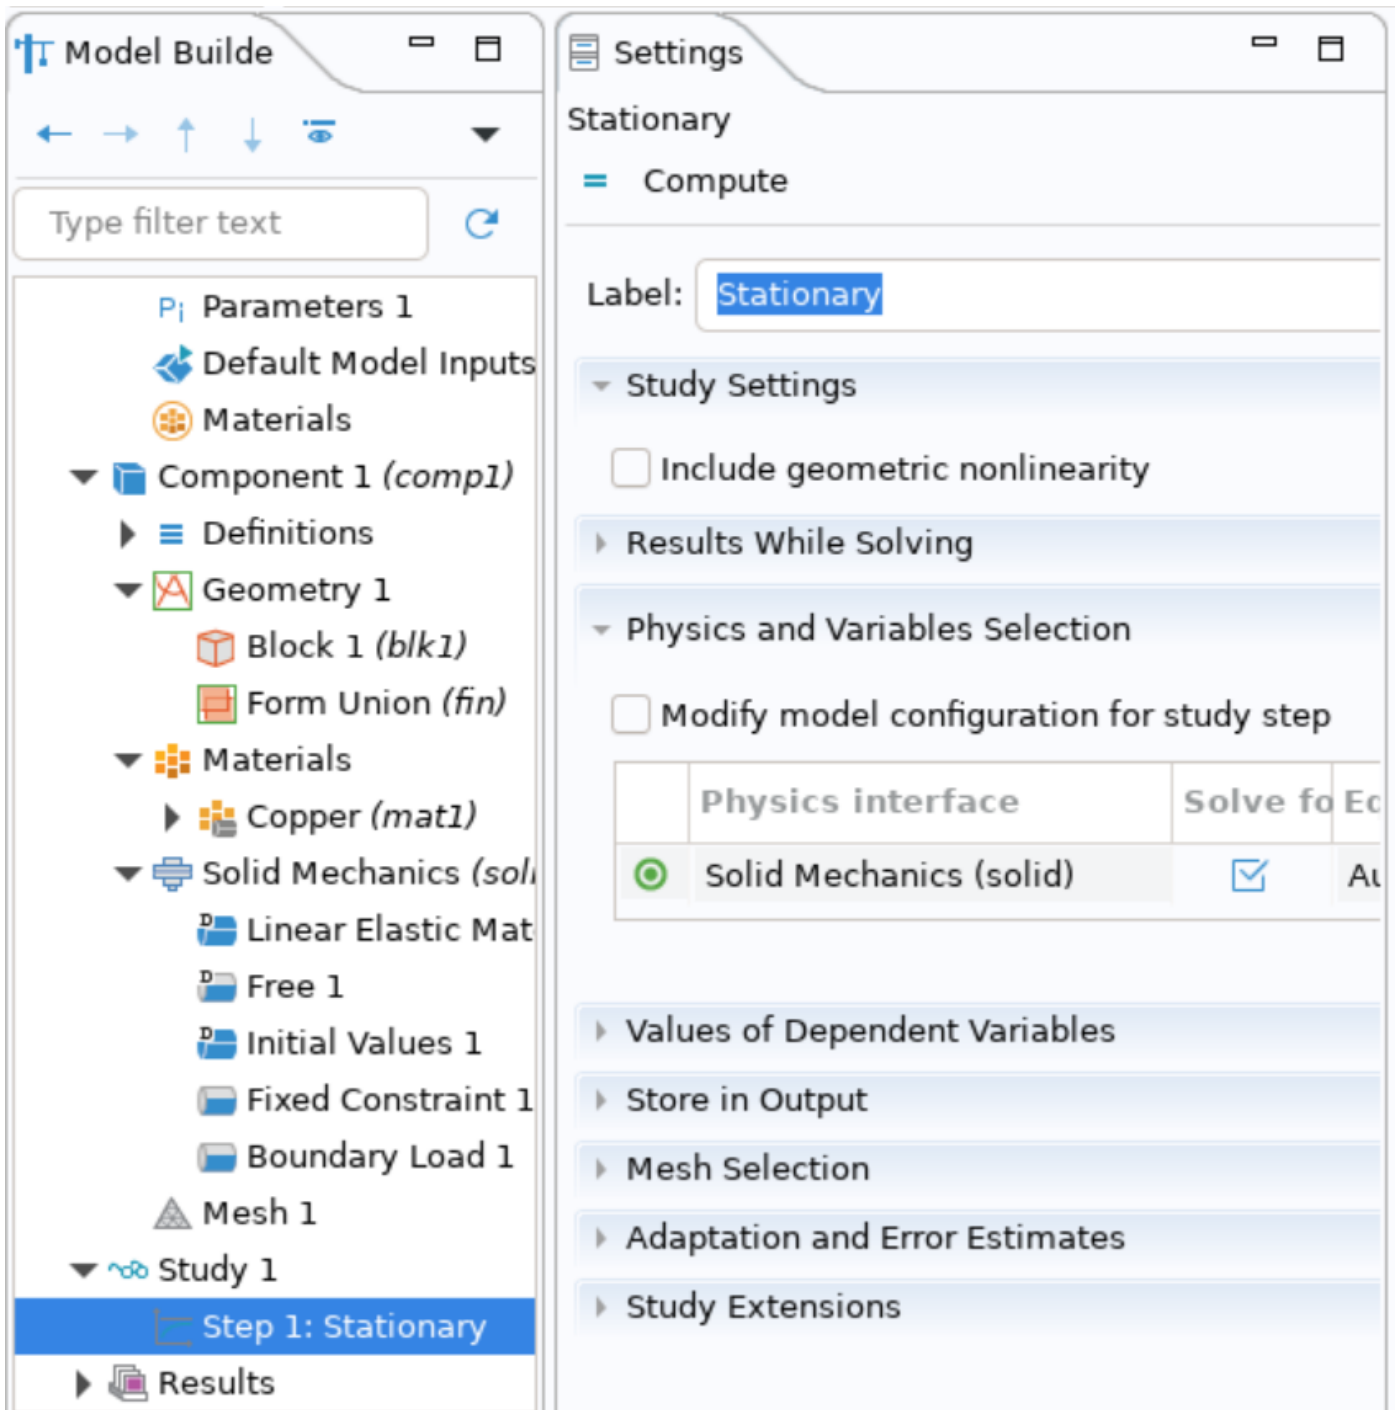 Model Builde
Type filter text
Pi Parameters 1
Default Model Inputs
Materials
Component 1 (comp1)
Definitions
Geometry 1
Block 1 (blk1)
Form Union (fin)
Materials
Copper (mat1)
Solid Mechanics (soli
D Linear Elastic Mat
D Free 1
D Initial Values 1
Fixed Constraint 1
Boundary Load 1
Mesh 1
Study 1
Step 1: Stationary
Results
Settings
Stationary
= Compute
Label: Stationary
Study Settings
Include geometric nonlinearity
Results While Solving
Physics and Variables Selection
Modify model configuration for study step
Physics interface Solve fo Eq
Solid Mechanics (solid) Au
Values of Dependent Variables
Store in Output
Mesh Selection
Adaptation and Error Estimates
Study Extensions